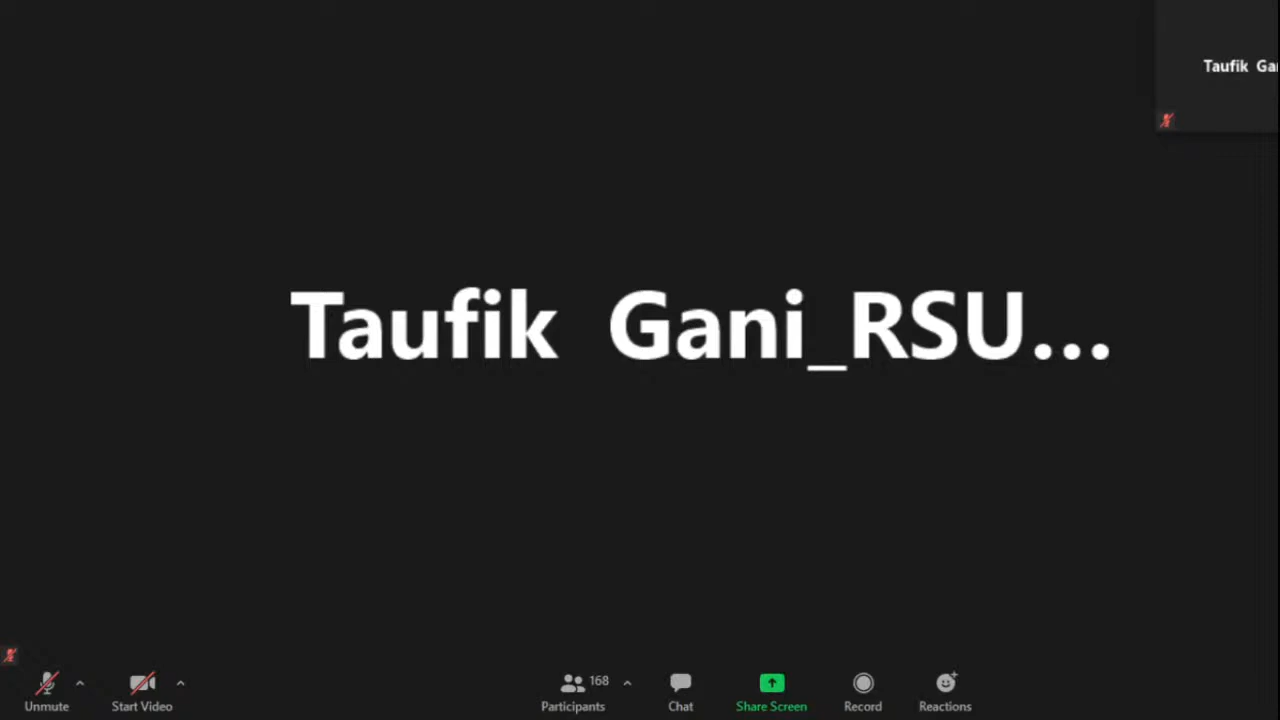 Taufik Ga
Taufik Gani_RSU...
Unmute
Start Video
168
Participants
Chat
Share Screen
Record
Reactions